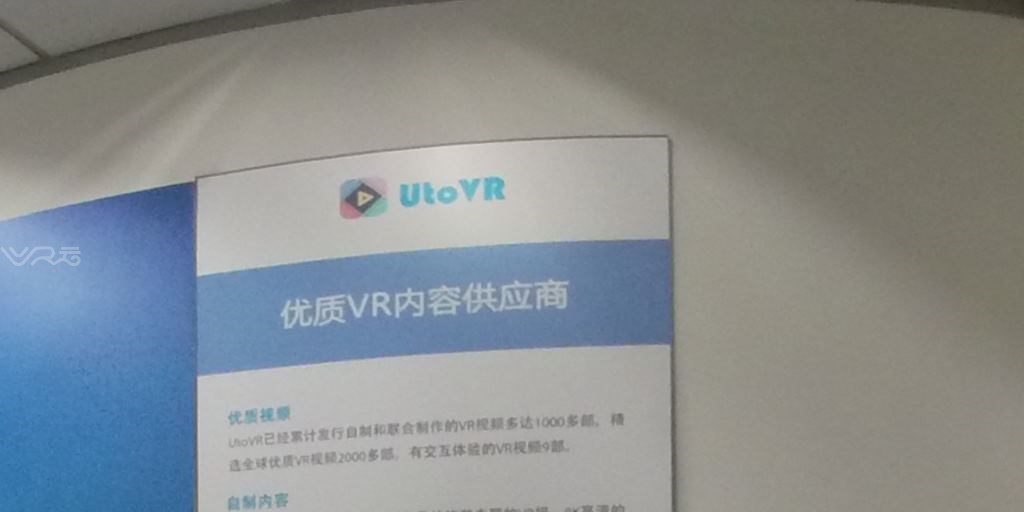 UtoVR
VR云
优质VR内容供应商
优质视频
UtoVR已经累计发行自制和联合制作的VR视频多达1000多部,精
选全球优质VR视频2000多部,有交互体验的VR视频9部。
自制内容